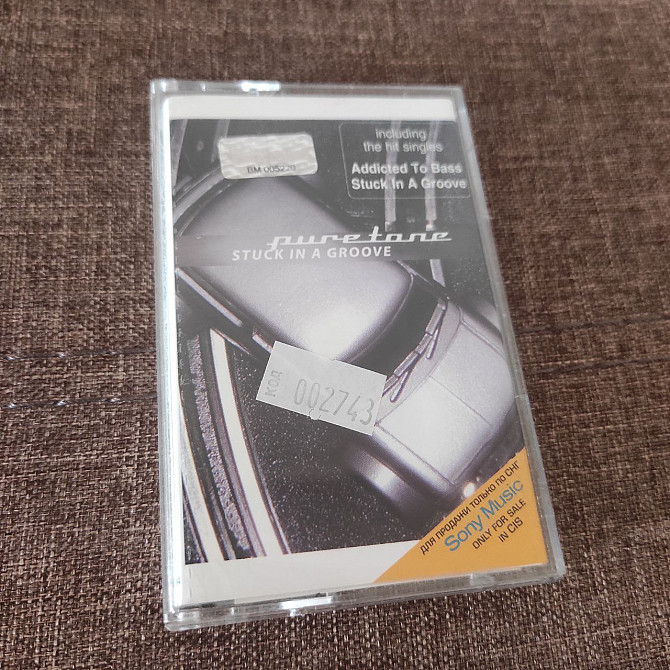 including
the hit singles
Addicted To Bass
Stuck In A Groove
BM 005220
puretone
STUCK IN A GROOVE
КОД 002743
ДЛЯ ПРОДАЖИ ТОЛЬКО ПО СНГ
Sony Music
ONLY FOR SALE
IN CIS